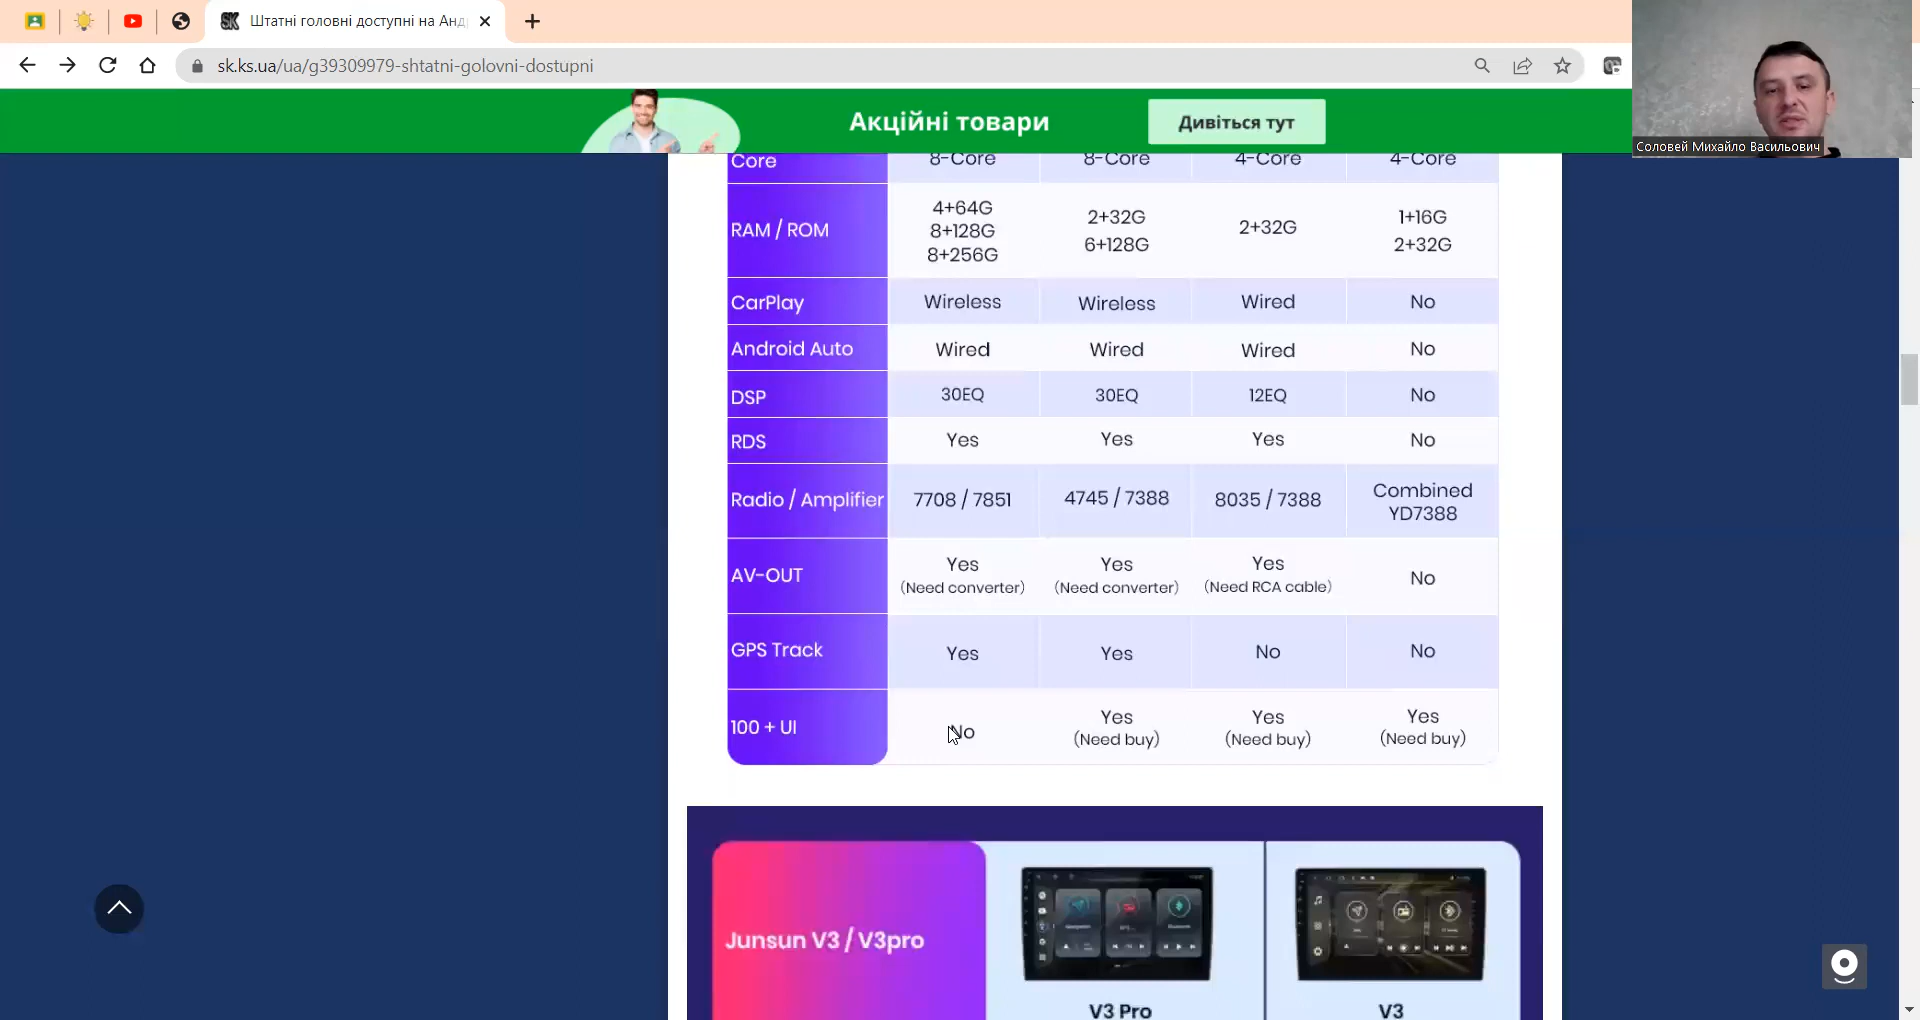 Штатні головні доступні на Анд
sk.ks.ua/ua/g39309979-shtatni-golovni-dostupni
Акційні товари
Дивіться тут
Соловей Михайло Васильович
Core 8-Core 8-Core 4-Core 4-Core
RAM / ROM
4+64G
8+128G
8+256G
2+32G
6+128G
2+32G
1+16G
2+32G
CarPlay Wireless Wireless Wired No
Android Auto Wired Wired Wired No
DSP 30EQ 30EQ 12EQ No
RDS Yes Yes Yes No
Radio / Amplifier 7708 / 7851 4745 / 7388 8035 / 7388
Combined
YD7388
AV-OUT
Yes
(Need converter)
Yes
(Need converter)
Yes
(Need RCA cable)
No
GPS Track Yes Yes No No
100 + UI
No
Yes
(Need buy)
Yes
(Need buy)
Yes
(Need buy)
Junsun V3 / V3pro
V3 Pro
V3